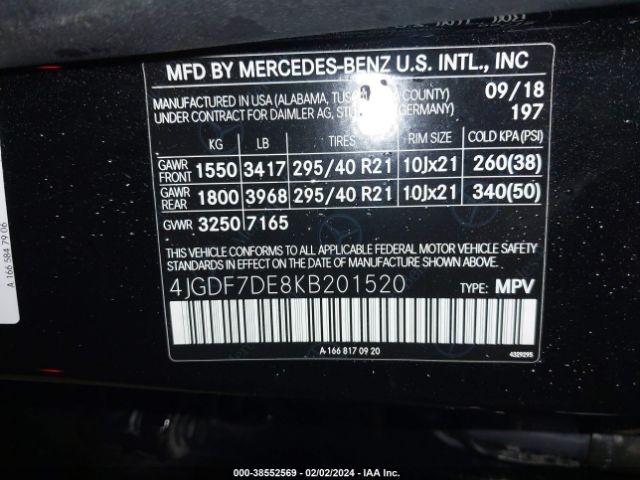 MFD BY MERCEDES-BENZ U.S. INTL., INC
MANUFACTURED IN USA (ALABAMA, COUNTY) 09/18
UNDER CONTRACT FOR DAIMLER AG, (GERMANY) 197
KG LB TIRES RIM SIZE COLD KPA(PSI)
GAWR FRONT 1550 3417 295/40 R21 10Jx21 260(38)
GAWR REAR 1800 3968 295/40 R21 10Jx21 340(50)
GWR 3250 7165
THIS VEHICLE CONFORMS TO ALL APPLICABLE FEDERAL MOTOR VEHICLE SAFETY
STANDARDS IN EFFECT ON THE DATE OF MANUFACTURE SHOWN ABOVE.
4JGDF7DE8KB201520 TYPE: MPV
A-166 817 09 20 4329295
A 166 584 79 06
000-38552569 - 02/02/2024 - IAA Inc.